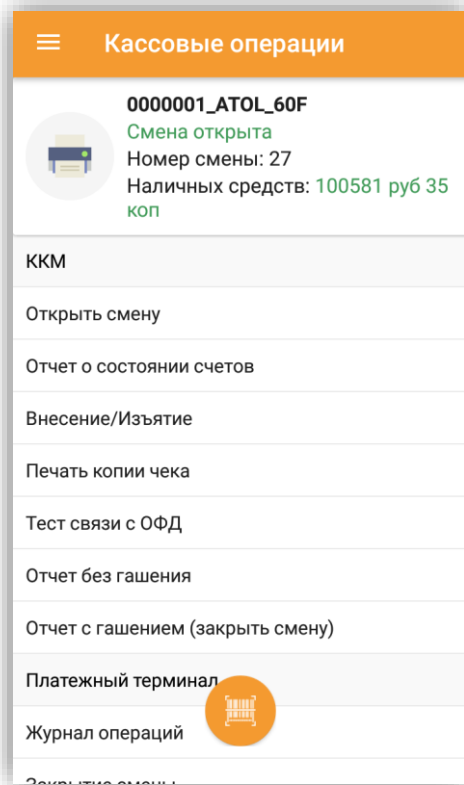 Кассовые операции
0000001_ATOL_60F
Смена открыта
Номер смены: 27
Наличных средств: 100581 руб 35
коп
ККМ
Открыть смену
Отчет о состоянии счетов
Внесение/Изъятие
Печать копии чека
Тест связи с ОФД
Отчет без гашения
Отчет с гашением (закрыть смену)
Платежный терминал
Журнал операций
Закрытие смены